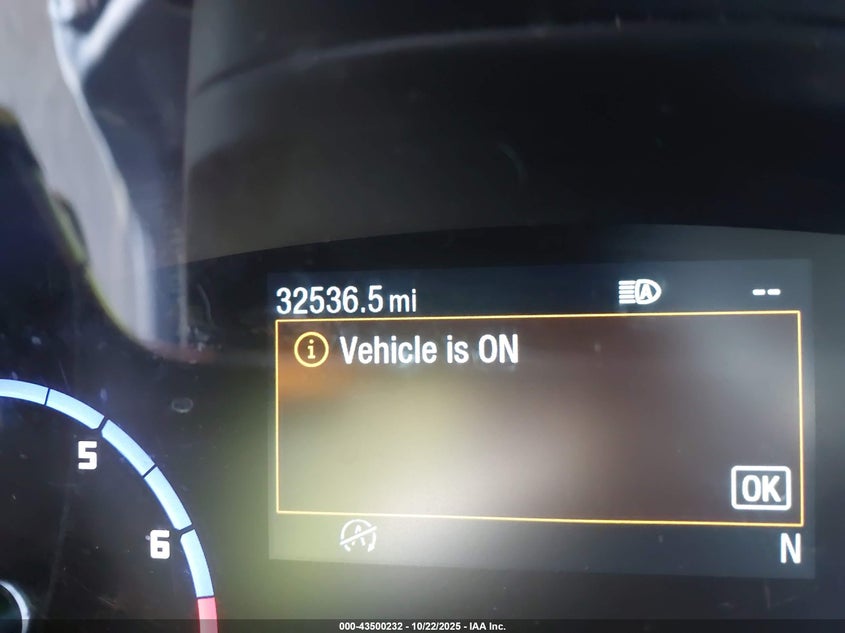 32536.5 mi --
i Vehicle is ON
5
OK
6
A
N
000-43500232 - 10/22/2025 - IAA Inc.